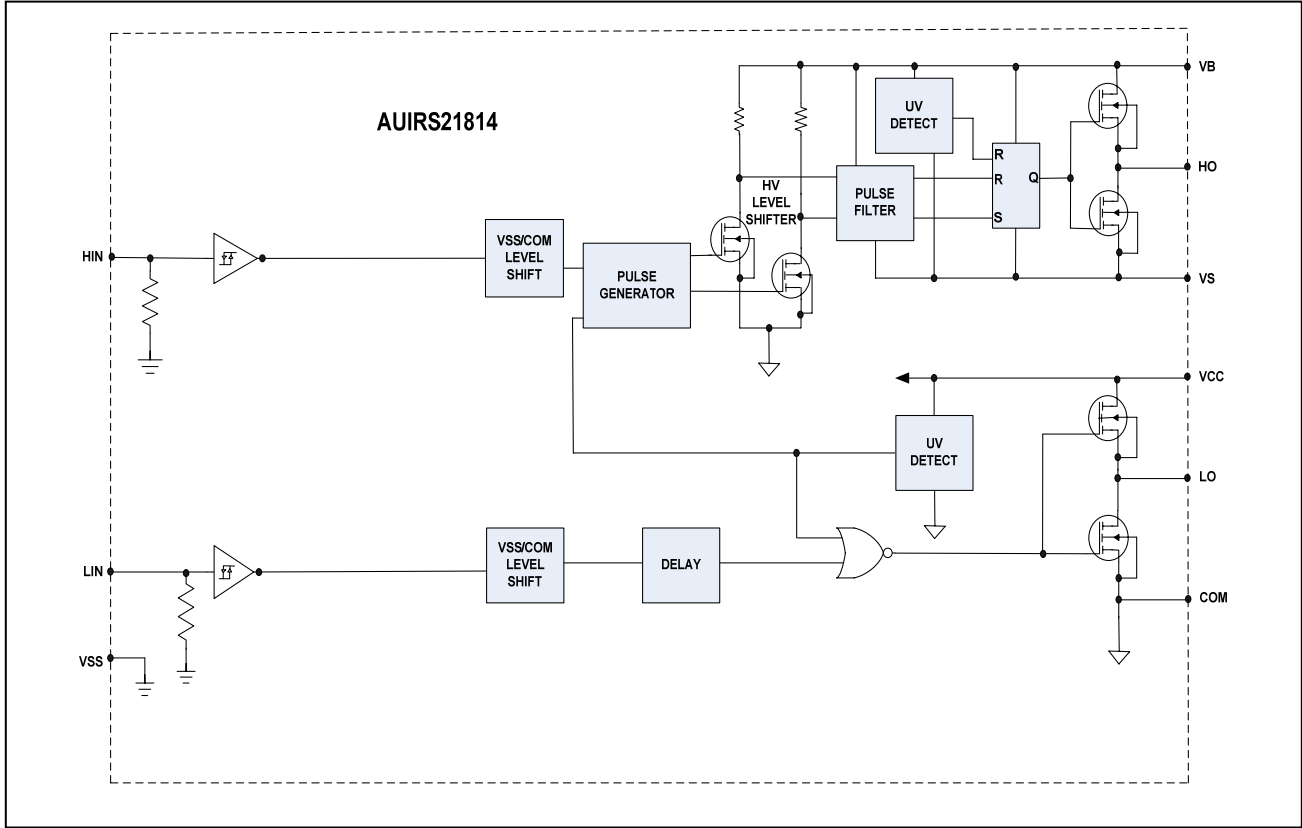 AUIRS21814
VB
UV
DETECT
R
R
S
Q
HO
HV
LEVEL
SHIFTER
PULSE
FILTER
VSS/COM
LEVEL
SHIFT
HIN
PULSE
GENERATOR
VS
VCC
UV
DETECT
LO
VSS/COM
LEVEL
SHIFT
DELAY
LIN
COM
VSS